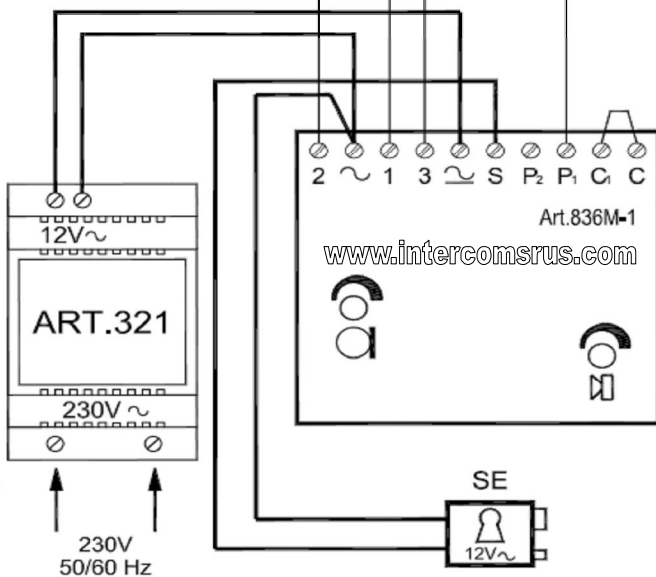 2 ~ 1 3 ≂ S P₂ P₁ C₁ C
Art.836M-1
www.intercomsrus.com
12V~
ART.321
230V ~
SE
12V~
230V
50/60 Hz